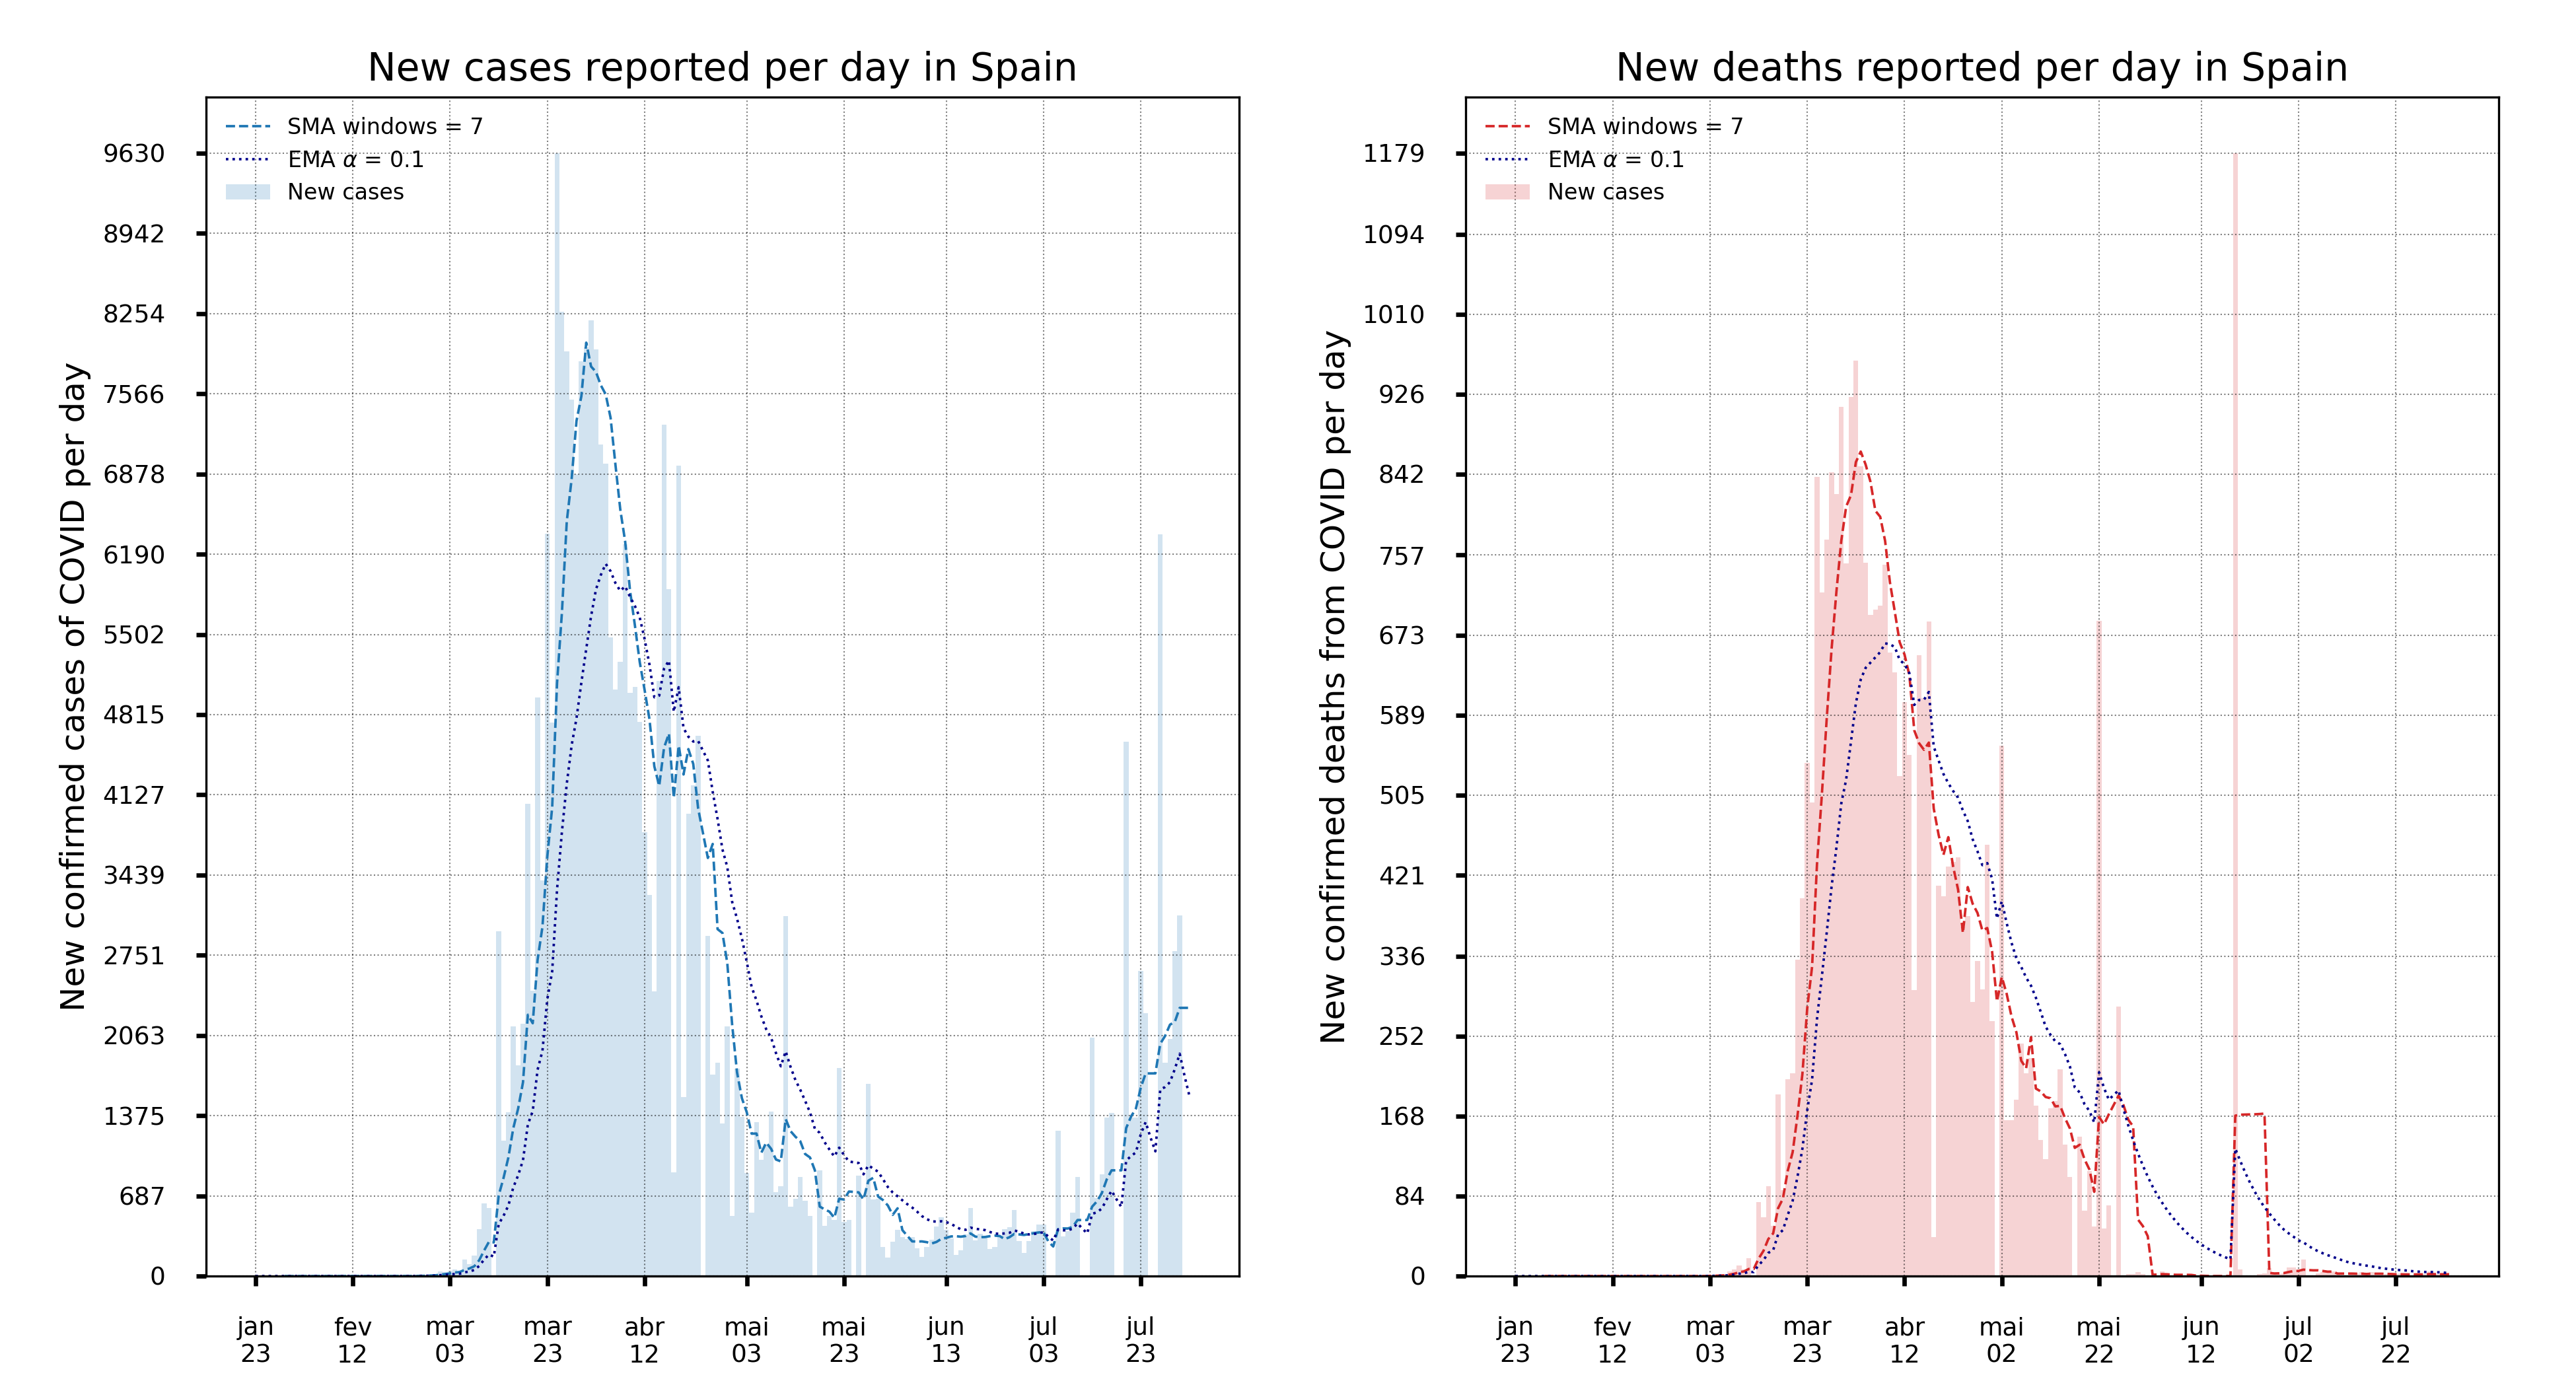 New cases reported per day in Spain
New confirmed cases of COVID per day
SMA windows = 7
EMA α = 0.1
New cases
9630
8942
8254
7566
6878
6190
5502
4815
4127
3439
2751
2063
1375
687
0
jan fev mar mar abr mai mai jun jul jul
23 12 03 23 12 03 23 13 03 23
New deaths reported per day in Spain
New confirmed deaths from COVID per day
SMA windows = 7
EMA α = 0.1
New cases
1179
1094
1010
926
842
757
673
589
505
421
336
252
168
84
0
jan fev mar mar abr mai mai jun jul jul
23 12 03 23 12 02 22 12 02 22